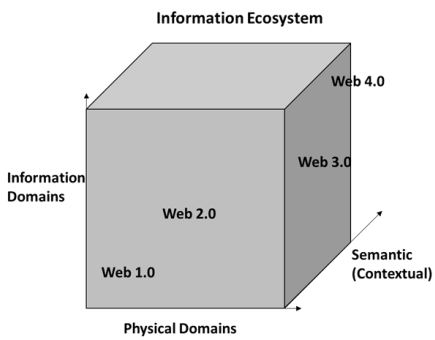 Information Ecosystem
Web 4.0
Web 3.0
Information
Domains
Web 2.0
Semantic
(Contextual)
Web 1.0
Physical Domains